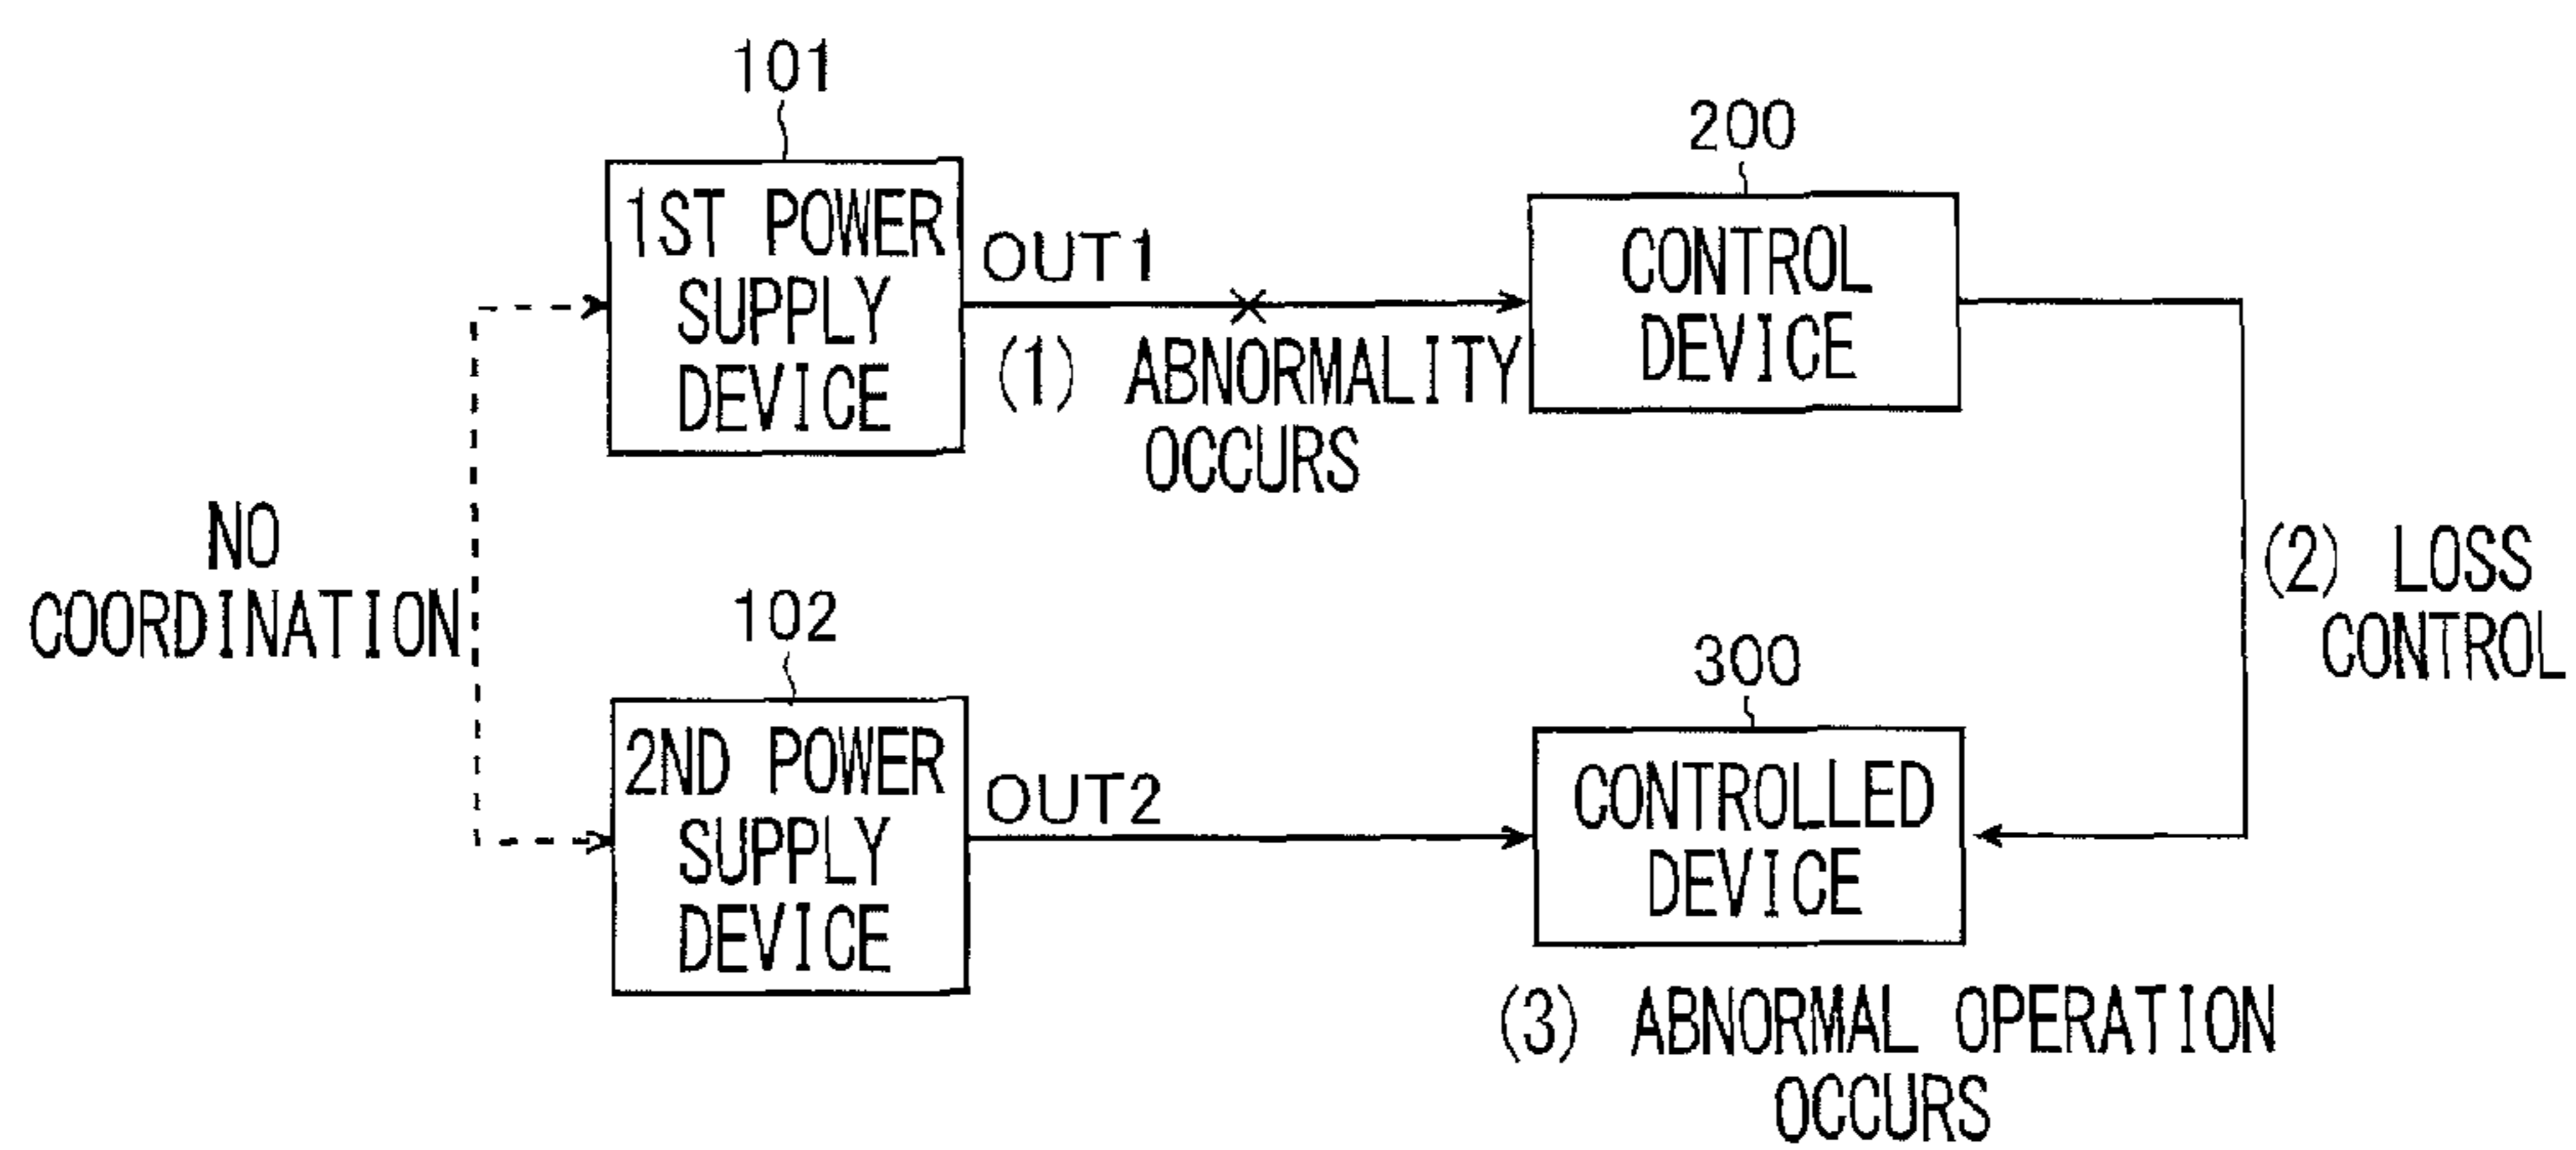 101
1ST POWER
SUPPLY
DEVICE
OUT1
(1) ABNORMALITY
OCCURS
200
CONTROL
DEVICE
NO
COORDINATION
(2) LOSS
CONTROL
102
2ND POWER
SUPPLY
DEVICE
OUT2
300
CONTROLLED
DEVICE
(3) ABNORMAL OPERATION
OCCURS